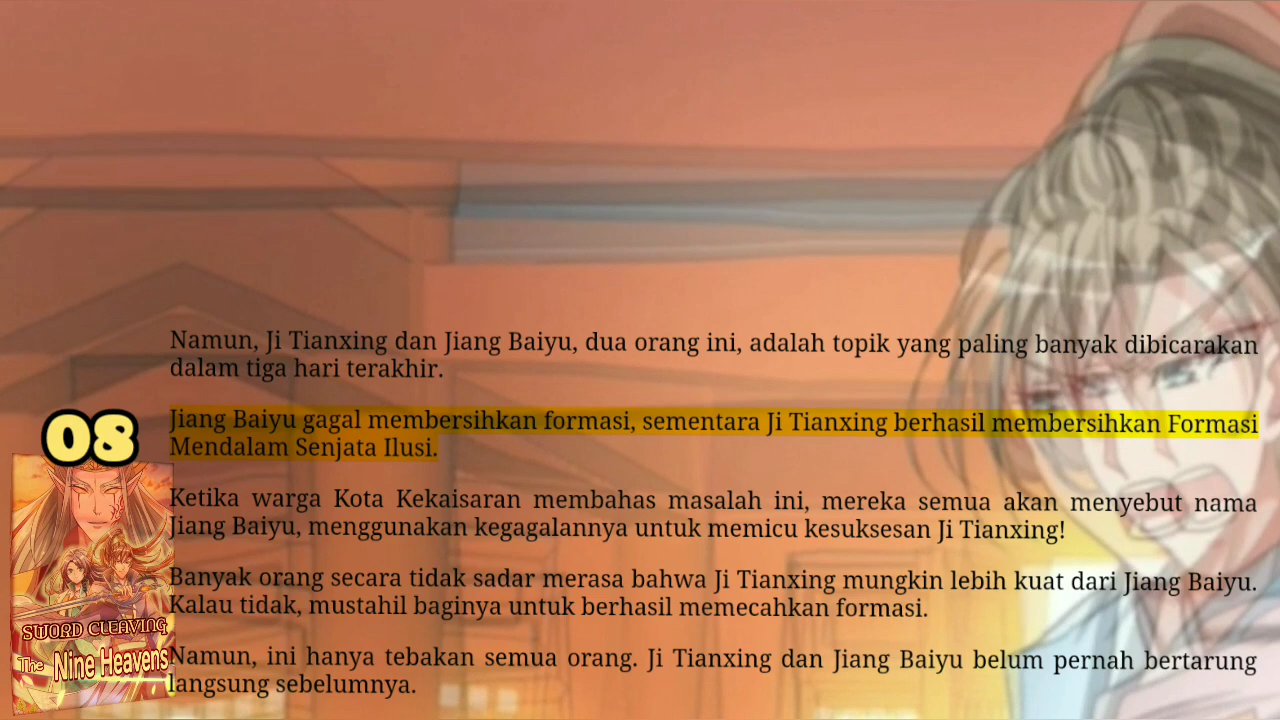 Namun, Ji Tianxing dan Jiang Baiyu, dua orang ini, adalah topik yang paling banyak dibicarakan
dalam tiga hari terakhir.
Jiang Baiyu gagal membersihkan formasi, sementara Ji Tianxing berhasil membersihkan Formasi
Mendalam Senjata Ilusi.
Ketika warga Kota Kekaisaran membahas masalah ini, mereka semua akan menyebut nama
Jiang Baiyu, menggunakan kegagalannya untuk memicu kesuksesan Ji Tianxing!
Banyak orang secara tidak sadar merasa bahwa Ji Tianxing mungkin lebih kuat dari Jiang Baiyu.
Kalau tidak, mustahil baginya untuk berhasil memecahkan formasi.
Namun, ini hanya tebakan semua orang. Ji Tianxing dan Jiang Baiyu belum pernah bertarung
langsung sebelumnya.
08
SWORD CLEAVING
The Nine Heavens